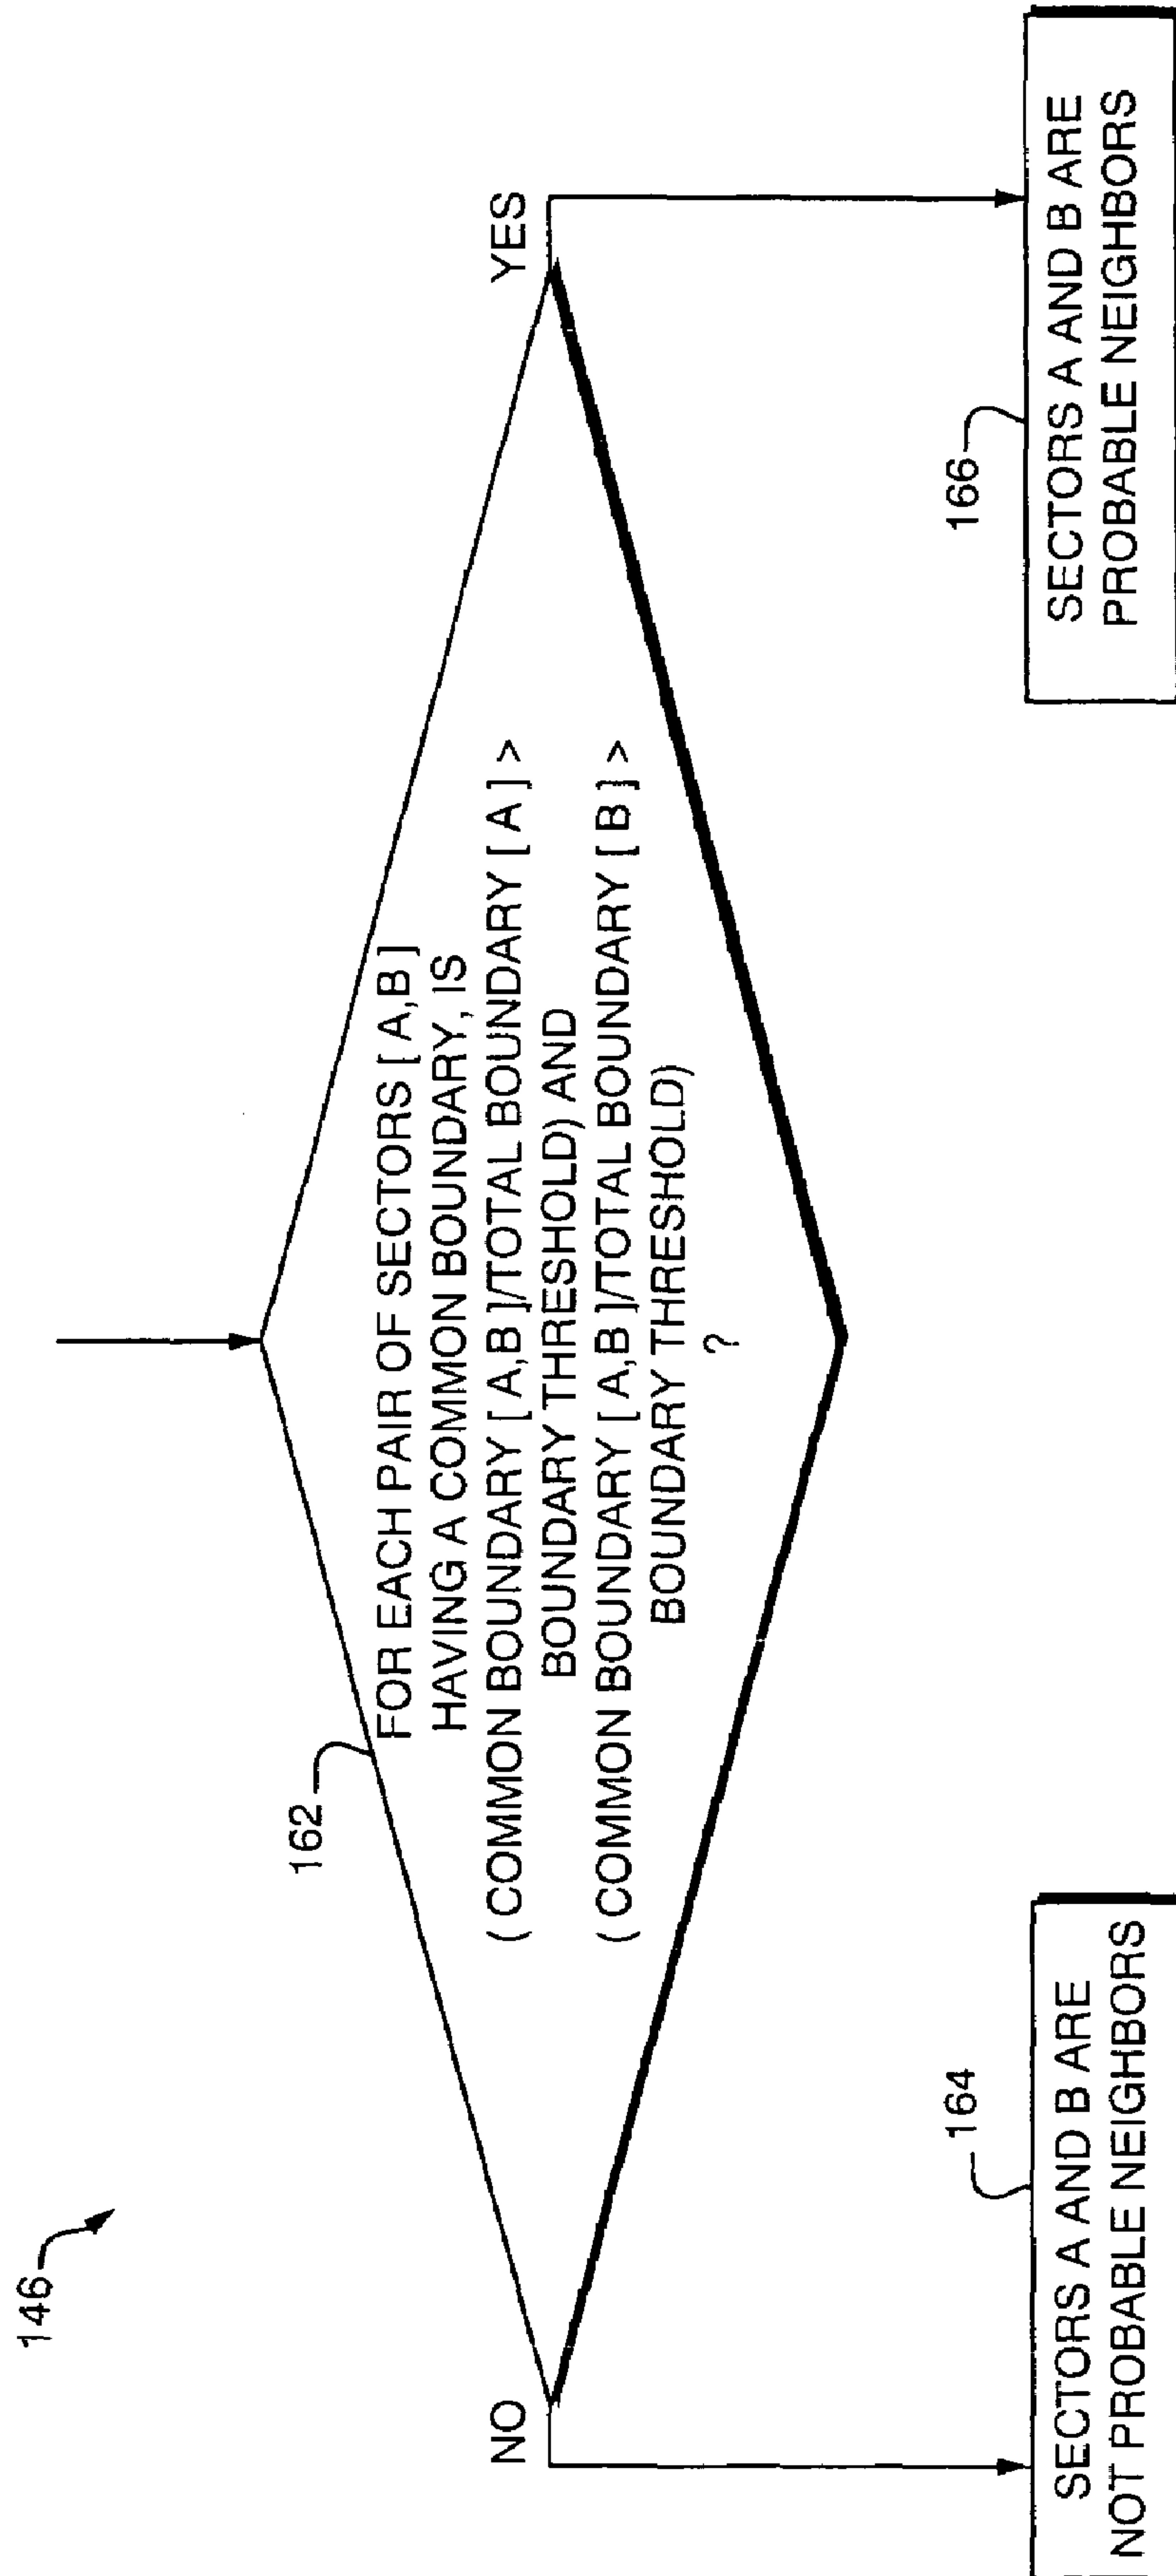 146
162
FOR EACH PAIR OF SECTORS [ A,B ]
HAVING A COMMON BOUNDARY, IS
( COMMON BOUNDARY [ A,B ]/TOTAL BOUNDARY [ A ] >
BOUNDARY THRESHOLD) AND
( COMMON BOUNDARY [ A,B ]/TOTAL BOUNDARY [ B ] >
BOUNDARY THRESHOLD)
?
NO
YES
164
SECTORS A AND B ARE
NOT PROBABLE NEIGHBORS
166
SECTORS A AND B ARE
PROBABLE NEIGHBORS